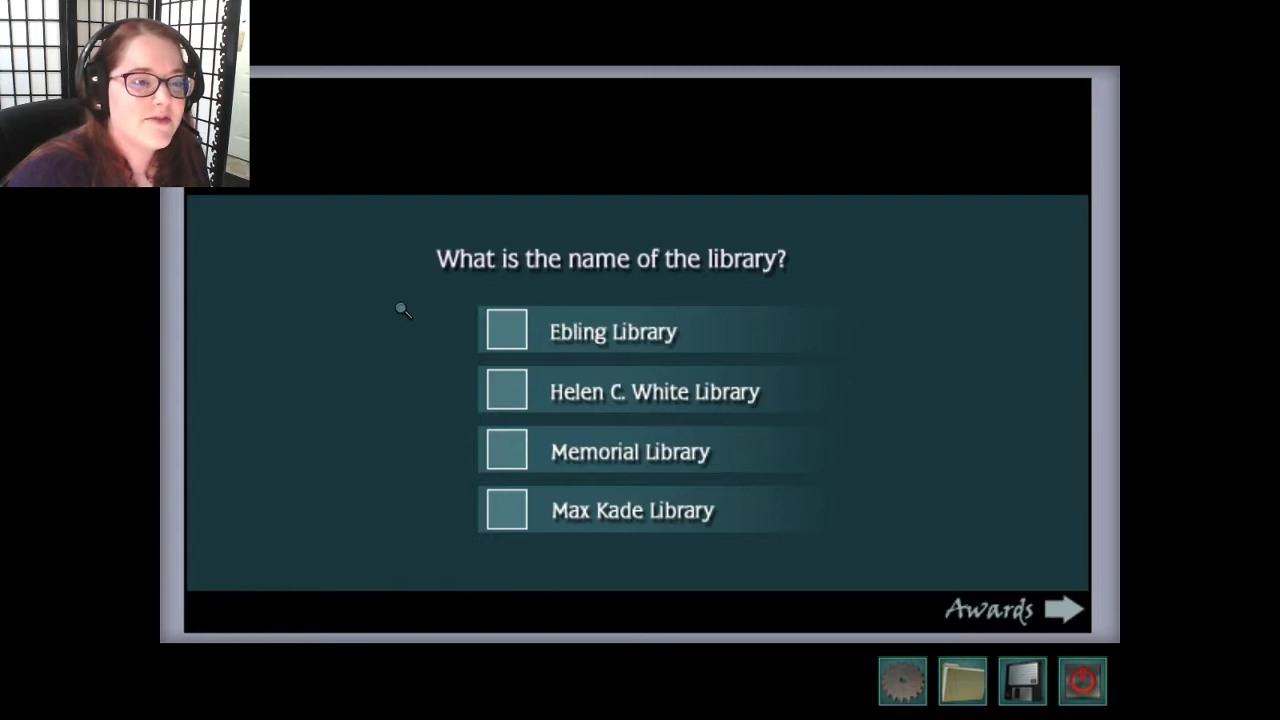 What is the name of the library?
Ebling Library
Helen C. White Library
Memorial Library
Max Kade Library
Awards